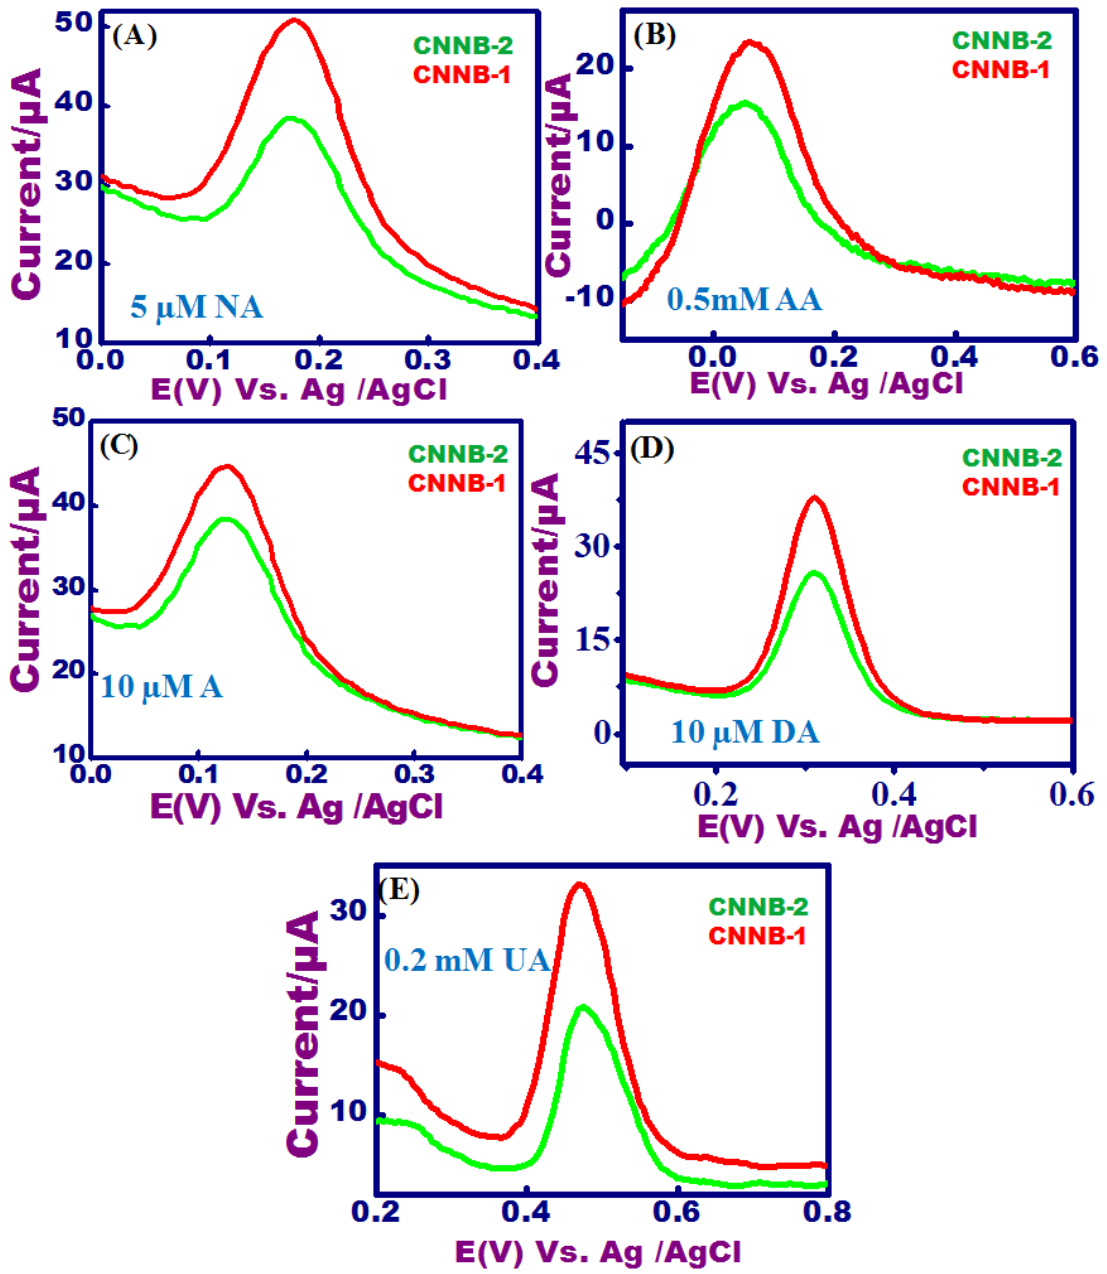 (A)
CNNB-2
CNNB-1
50
40
30
20
10
Current/μA
5 μM NA
0.0 0.1 0.2 0.3 0.4
E(V) Vs. Ag /AgCl
(B)
CNNB-2
CNNB-1
20
10
0
-10
Current/μA
0.5mM AA
0.0 0.2 0.4 0.6
E(V) Vs. Ag /AgCl
(C)
CNNB-2
CNNB-1
50
40
30
20
10
Current/μA
10 μM A
0.0 0.1 0.2 0.3 0.4
E(V) Vs. Ag /AgCl
(D)
CNNB-2
CNNB-1
45
30
15
0
Current/μA
10 μM DA
0.2 0.4 0.6
E(V) Vs. Ag /AgCl
(E)
CNNB-2
CNNB-1
30
20
10
Current/μA
0.2 mM UA
0.2 0.4 0.6 0.8
E(V) Vs. Ag /AgCl